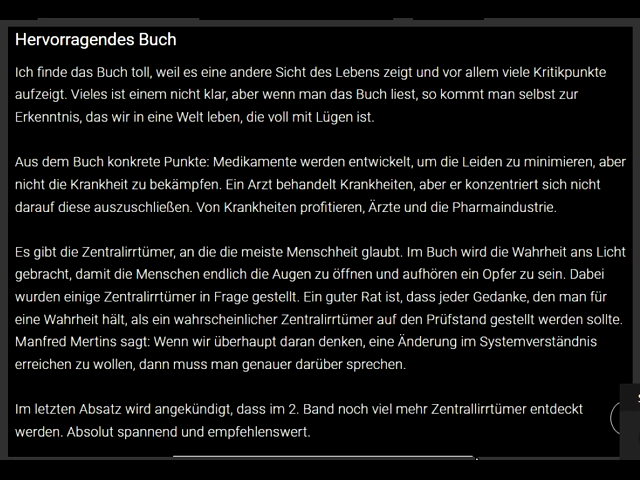 Hervorragendes Buch
Ich finde das Buch toll, weil es eine andere Sicht des Lebens zeigt und vor allem viele Kritikpunkte
aufzeigt. Vieles ist einem nicht klar, aber wenn man das Buch liest, so kommt man selbst zur
Erkenntnis, das wir in eine Welt leben, die voll mit Lügen ist.
Aus dem Buch konkrete Punkte: Medikamente werden entwickelt, um die Leiden zu minimieren, aber
nicht die Krankheit zu bekämpfen. Ein Arzt behandelt Krankheiten, aber er konzentriert sich nicht
darauf diese auszuschließen. Von Krankheiten profitieren, Ärzte und die Pharmaindustrie.
Es gibt die Zentralirrtümer, an die die meiste Menschheit glaubt. Im Buch wird die Wahrheit ans Licht
gebracht, damit die Menschen endlich die Augen zu öffnen und aufhören ein Opfer zu sein. Dabei
wurden einige Zentralirrtümer in Frage gestellt. Ein guter Rat ist, dass jeder Gedanke, den man für
eine Wahrheit hält, als ein wahrscheinlicher Zentralirrtümer auf den Prüfstand gestellt werden sollte.
Manfred Mertins sagt: Wenn wir überhaupt daran denken, eine Änderung im Systemverständnis
erreichen zu wollen, dann muss man genauer darüber sprechen.
Im letzten Absatz wird angekündigt, dass im 2. Band noch viel mehr Zentrallirrtümer entdeckt
werden. Absolut spannend und empfehlenswert.